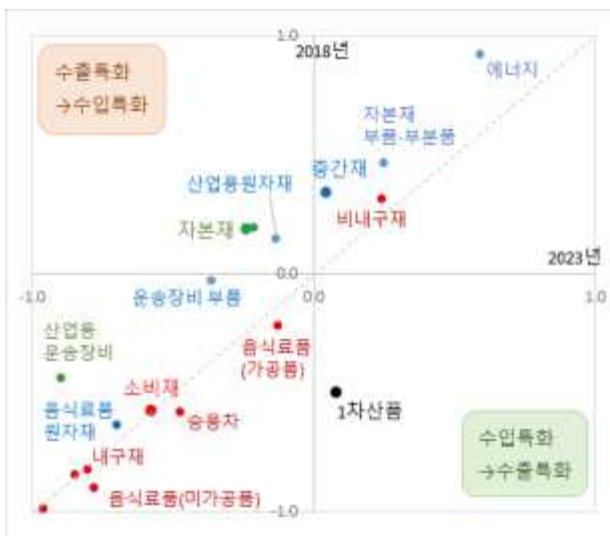 1.0
2018년
수출특화
→수입특화
에너지
자본재
부품·부분품
중간재
산업용원자재
비내구재
자본재
2023년
0.0
-1.0
0.0
1.0
운송장비 부품
산업용
운송장비
음식료품
(가공품)
소비재
1차산품
음식료품
원자재
승용차
수입특화
→수출특화
내구재
음식료품(미가공품)
-1.0